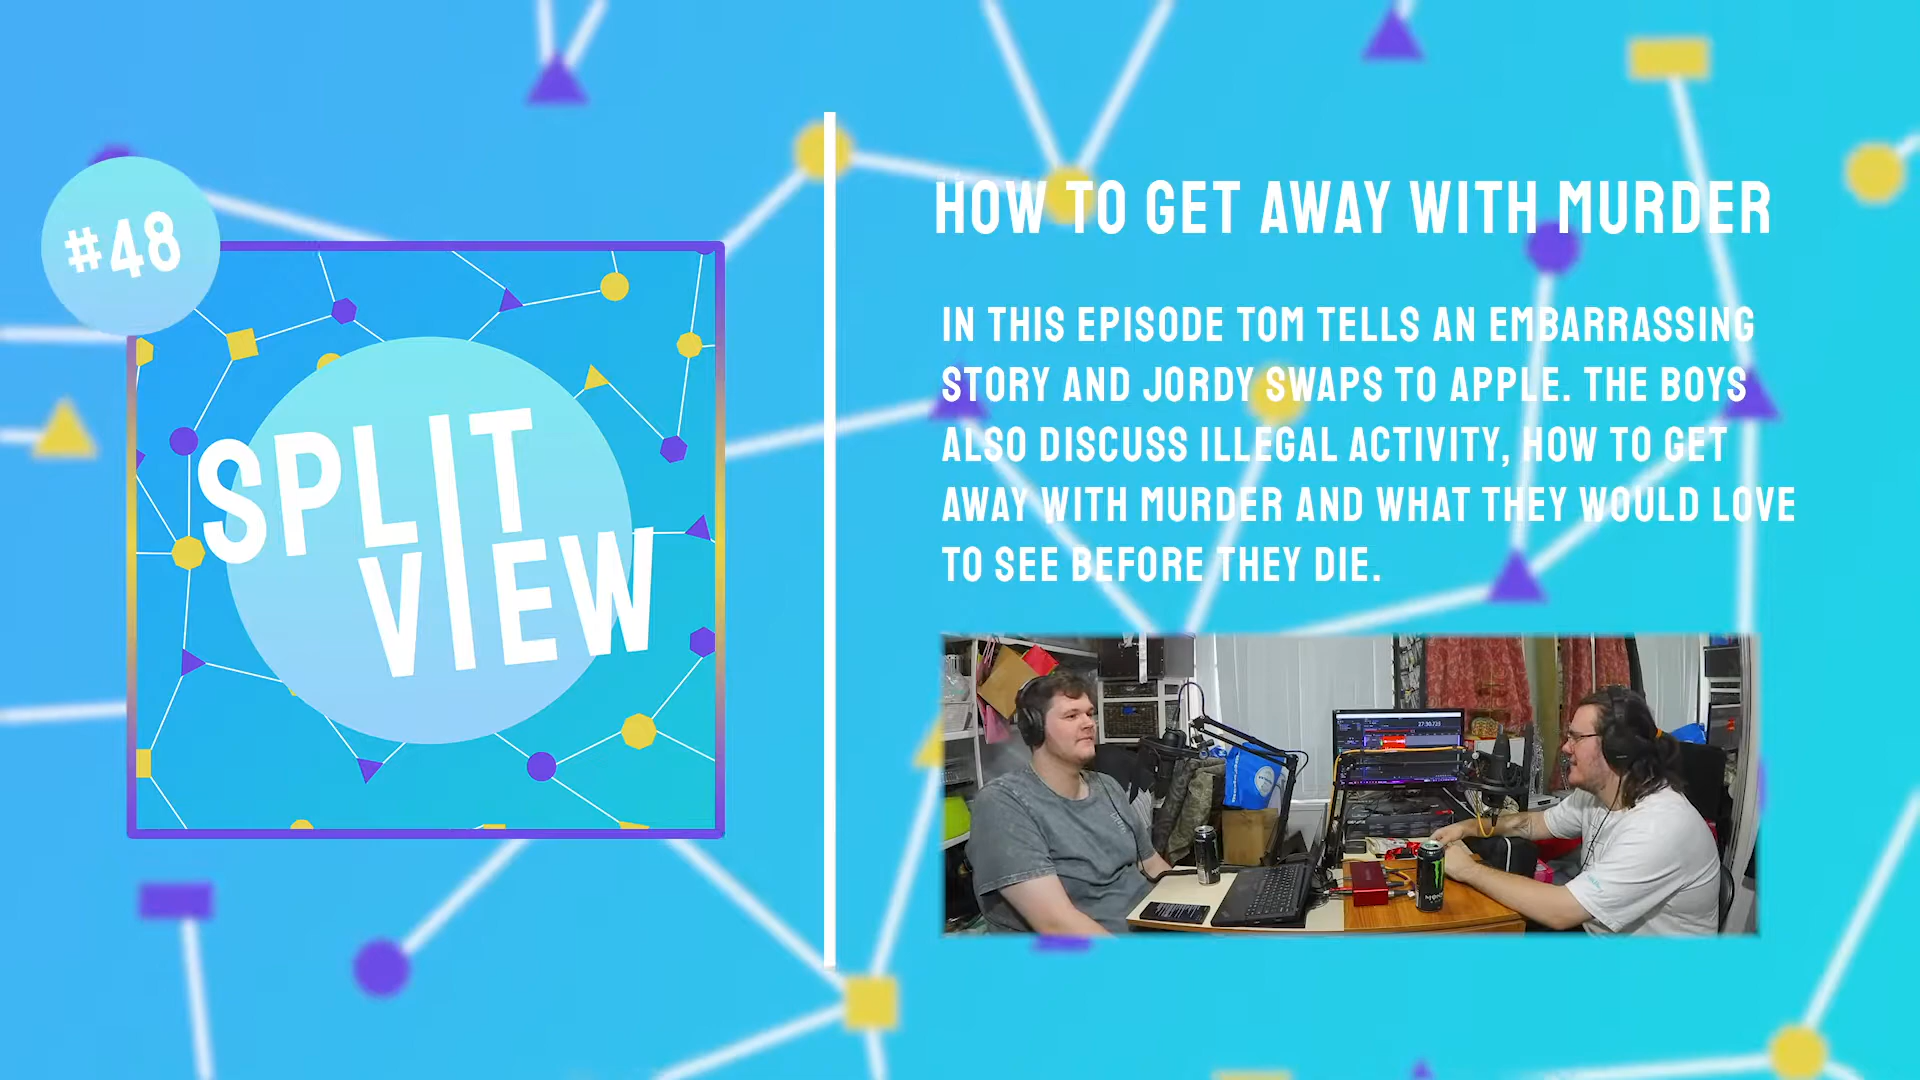 #48
SPLIT
VIEW
HOW TO GET AWAY WITH MURDER
IN THIS EPISODE TOM TELLS AN EMBARRASSING
STORY AND JORDY SWAPS TO APPLE. THE BOYS
ALSO DISCUSS ILLEGAL ACTIVITY, HOW TO GET
AWAY WITH MURDER AND WHAT THEY WOULD LOVE
TO SEE BEFORE THEY DIE.